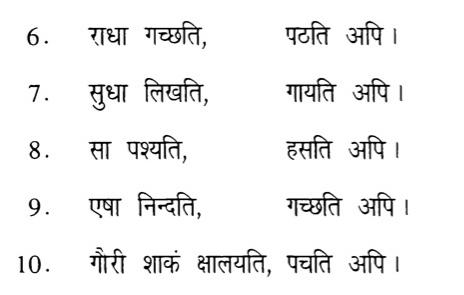 6. राधा गच्छति, पठति अपि ।
7. सुधा लिखति, गायति अपि ।
8. सा पश्यति, हसति अपि ।
9. एषा निन्दति, गच्छति अपि ।
10. गौरी शाकं क्षालयति, पचति अपि ।